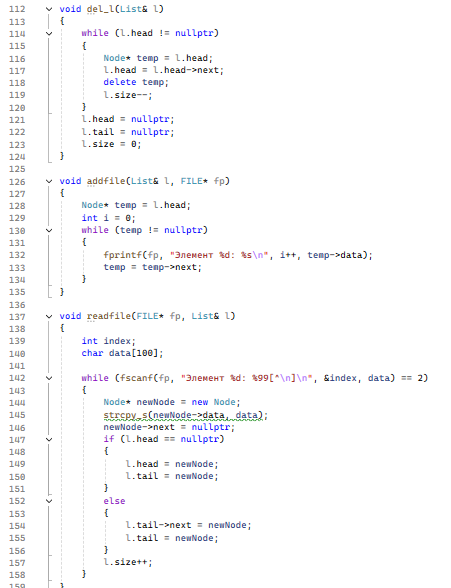 112 void del_l(List& l)
113 {
114 while (l.head != nullptr)
115 {
116 Node* temp = l.head;
117 l.head = l.head->next;
118 delete temp;
119 l.size--;
120 }
121 l.head = nullptr;
122 l.tail = nullptr;
123 l.size = 0;
124 }
125
126 void addfile(List& l, FILE* fp)
127 {
128 Node* temp = l.head;
129 int i = 0;
130 while (temp != nullptr)
131 {
132 fprintf(fp, "Элемент %d: %s\n", i++, temp->data);
133 temp = temp->next;
134 }
135 }
136
137 void readfile(FILE* fp, List& l)
138 {
139 int index;
140 char data[100];
141
142 while (fscanf(fp, "Элемент %d: %99[^\n]\n", &index, data) == 2)
143 {
144 Node* newNode = new Node;
145 strcpy_s(newNode->data, data);
146 newNode->next = nullptr;
147 if (l.head == nullptr)
148 {
149 l.head = newNode;
150 l.tail = newNode;
151 }
152 else
153 {
154 l.tail->next = newNode;
155 l.tail = newNode;
156 }
157 l.size++;
158 }
159 }